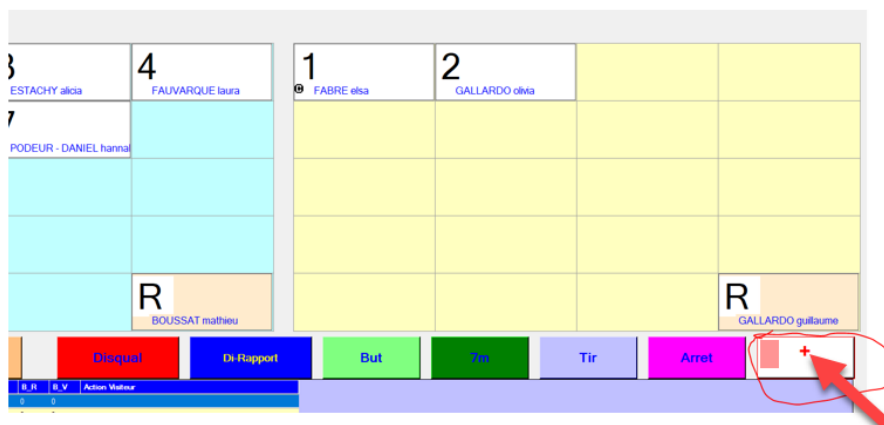 3
4
1
2
ESTACHY alicia
FAUVARQUE laura
C FABRE elsa
GALLARDO olivia
7
PODEUR - DANIEL hannah
R
R
BOUSSAT mathieu
GALLARDO guillaume
Disqual
Di-Rapport
But
7m
Tir
Arret
+
B_R B_V Action Visiteur
0 0